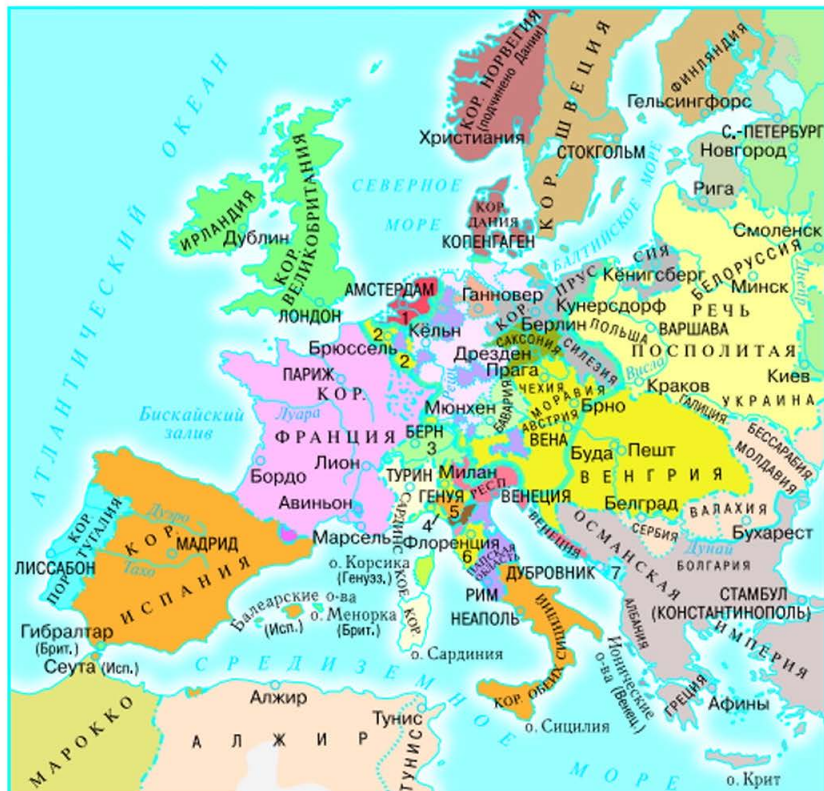 АТЛАНТИЧЕСКИЙ ОКЕАН
КОР. НОРВЕГИЯ
(подчинено Дании)
Христиания
КОР. ШВЕЦИЯ
СТОКГОЛЬМ
ФИНЛЯНДИЯ
Гельсингфорс
С.-ПЕТЕРБУРГ
Новгород
Рига
Смоленск
СЕВЕРНОЕ
МОРЕ
БАЛТИЙСКОЕ МОРЕ
КОР.
ДАНИЯ
КОПЕНГАГЕН
ИРЛАНДИЯ
Дублин
КОР.
ВЕЛИКОБРИТАНИЯ
ЛОНДОН
АМСТЕРДАМ
1
2
Брюссель
2
Кёльн
Рейн
Ганновер
КОР. ПРУССИЯ
Кёнигсберг
Кунерсдорф
Берлин
БЕЛОРУССИЯ
Минск
Днепр
РЕЧЬ
ПОСПОЛИТАЯ
ПОЛЬША
ВАРШАВА
Висла
Краков
Киев
УКРАИНА
ГАЛИЦИЯ
САКСОНИЯ
Дрезден
СИЛЕЗИЯ
Прага
ЧЕХИЯ
МОРАВИЯ
Брно
БАВАРИЯ
Мюнхен
АВСТРИЯ
ВЕНА
Буда
Пешт
ВЕНГРИЯ
Белград
БЕССАРАБИЯ
МОЛДАВИЯ
ВАЛАХИЯ
Бухарест
СЕРБИЯ
Дунай
БОЛГАРИЯ
ПАРИЖ
КОР.
ФРАНЦИЯ
Луара
Бискайский
залив
Бордо
Лион
Авиньон
Марсель
БЕРН
3
ТУРИН
Милан
ГЕНУЯ
РЕСП.
ВЕНЕЦИЯ
ВЕНЕЦИЯ
4
5
Флоренция
6
ПАПСКАЯ
ОБЛАСТЬ
РИМ
НЕАПОЛЬ
ДУБРОВНИК
7
САРДИНСКОЕ КОР.
о. Корсика
(Генуэз.)
о. Сардиния
КОР. ОБЕИХ СИЦИЛИЙ
о. Сицилия
КОР.
ПОРТУГАЛИЯ
ЛИССАБОН
КОР.
ИСПАНИЯ
МАДРИД
Дуэро
Тахо
Гибралтар
(Брит.)
Сеута (Исп.)
Балеарские о-ва
(Исп.)
о. Менорка
(Брит.)
СРЕДИЗЕМНОЕ
МОРЕ
ОСМАНСКАЯ
ИМПЕРИЯ
СТАМБУЛ
(КОНСТАНТИНОПОЛЬ)
АЛБАНИЯ
Ионические
о-ва (Венец.)
ГРЕЦИЯ
Афины
о. Крит
МАРОККО
АЛЖИР
Алжир
Тунис
ТУНИС